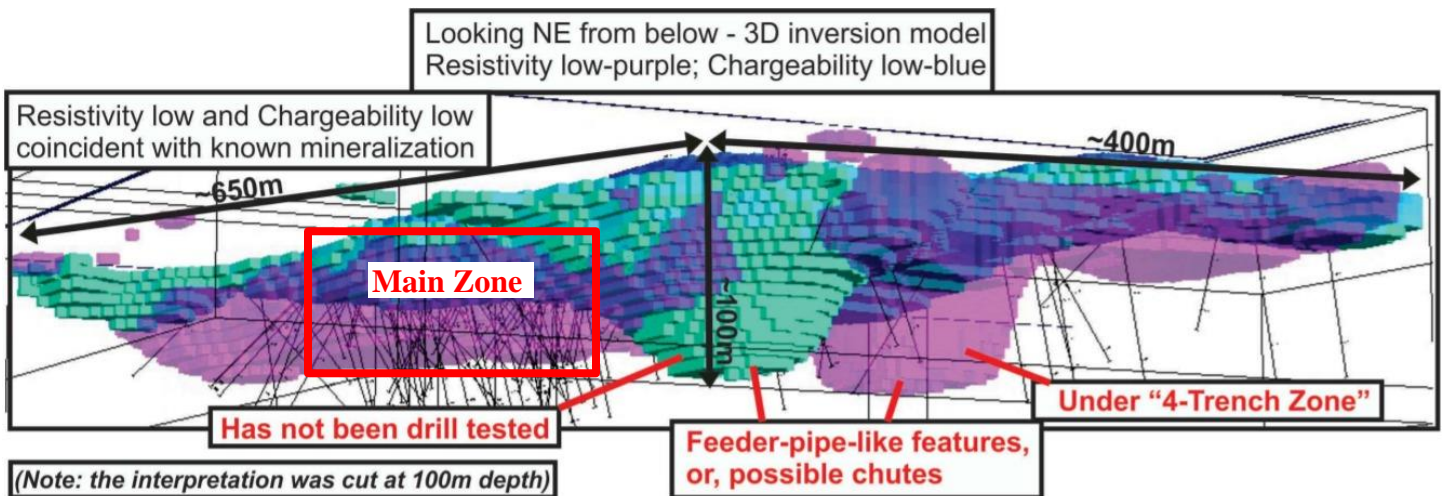 Looking NE from below - 3D inversion model
Resistivity low-purple; Chargeability low-blue
Resistivity low and Chargeability low
coincident with known mineralization
~650m
~400m
Main Zone
~100m
Has not been drill tested
Feeder-pipe-like features,
or, possible chutes
Under “4-Trench Zone”
(Note: the interpretation was cut at 100m depth)